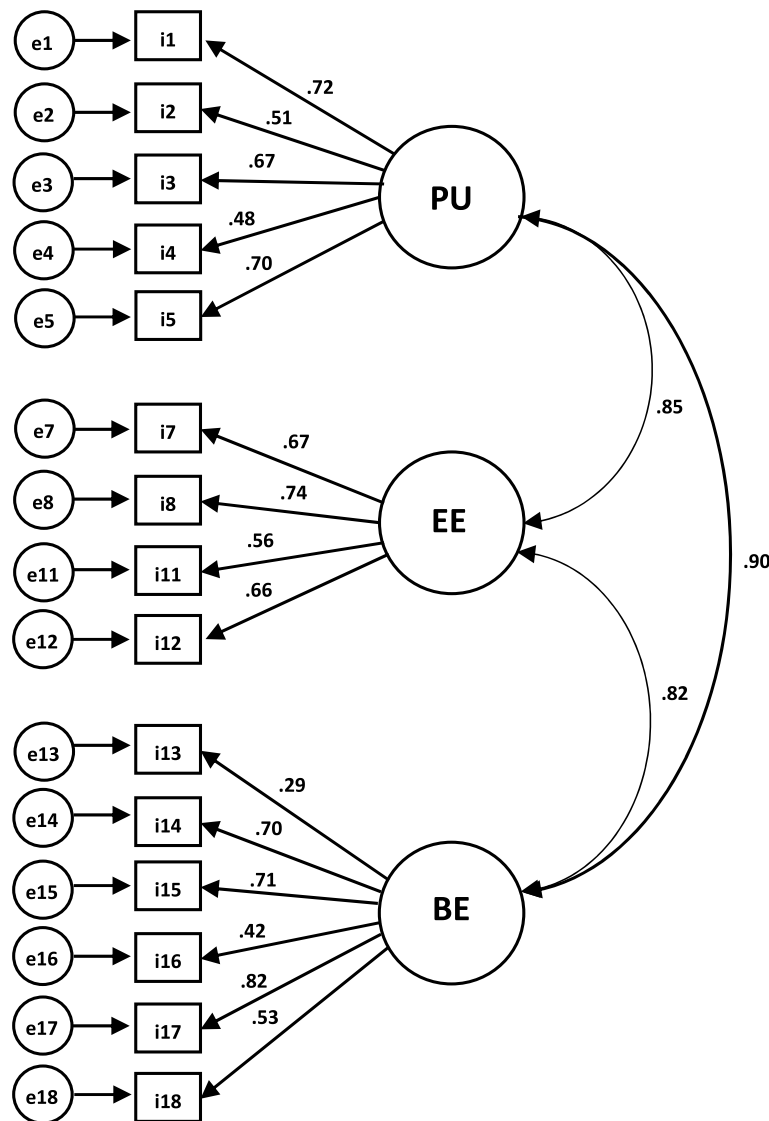 e1 i1
.72
e2 i2 .51
e3 i3 .67
PU
e4 i4 .48
e5 i5 .70
.85
e7 i7 .67
e8 i8 .74
EE
e11 i11 .56
.90
e12 i12 .66
.82
e13 i13
.29
e14 i14 .70
e15 i15 .71
BE
e16 i16 .42
e17 i17 .82
.53
e18 i18